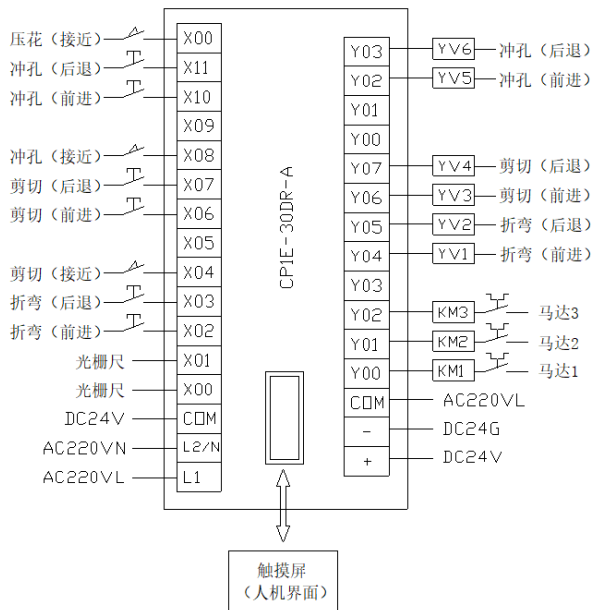 压花（接近） X00
冲孔（后退） X11
冲孔（前进） X10
X09
冲孔（接近） X08
剪切（后退） X07
剪切（前进） X06
X05
剪切（接近） X04
折弯（后退） X03
折弯（前进） X02
光栅尺 X01
光栅尺 X00
DC24V COM
AC220VN L2/N
AC220VL L1
CP1E-30DR-A
Y03 YV6 冲孔（后退）
Y02 YV5 冲孔（前进）
Y01
Y00
Y07 YV4 剪切（后退）
Y06 YV3 剪切（前进）
Y05 YV2 折弯（后退）
Y04 YV1 折弯（前进）
Y03
Y02 KM3 马达3
Y01 KM2 马达2
Y00 KM1 马达1
COM AC220VL
- DC24G
+ DC24V
触摸屏
（人机界面）